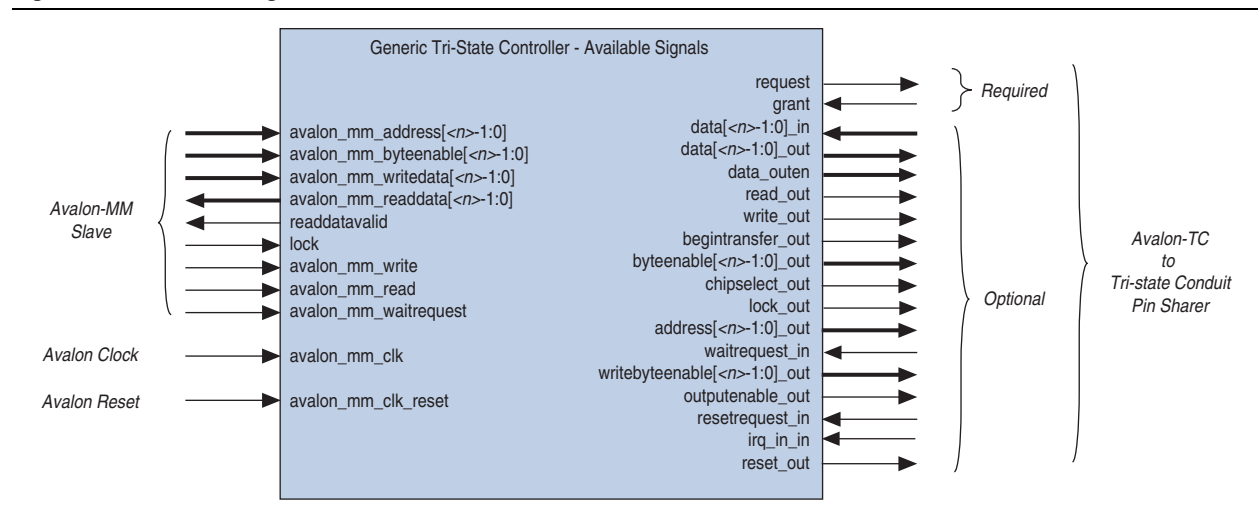 Generic Tri-State Controller - Available Signals
request
grant
Required
avalon_mm_address[<n>-1:0]
avalon_mm_byteenable[<n>-1:0]
avalon_mm_writedata[<n>-1:0]
avalon_mm_readdata[<n>-1:0]
readdatavalid
lock
avalon_mm_write
avalon_mm_read
avalon_mm_waitrequest
Avalon-MM
Slave
Avalon Clock
avalon_mm_clk
Avalon Reset
avalon_mm_clk_reset
data[<n>-1:0]_in
data[<n>-1:0]_out
data_outen
read_out
write_out
begintransfer_out
byteenable[<n>-1:0]_out
chipselect_out
lock_out
address[<n>-1:0]_out
waitrequest_in
writebyteenable[<n>-1:0]_out
outputenable_out
resetrequest_in
irq_in_in
reset_out
Optional
Avalon-TC
to
Tri-state Conduit
Pin Sharer